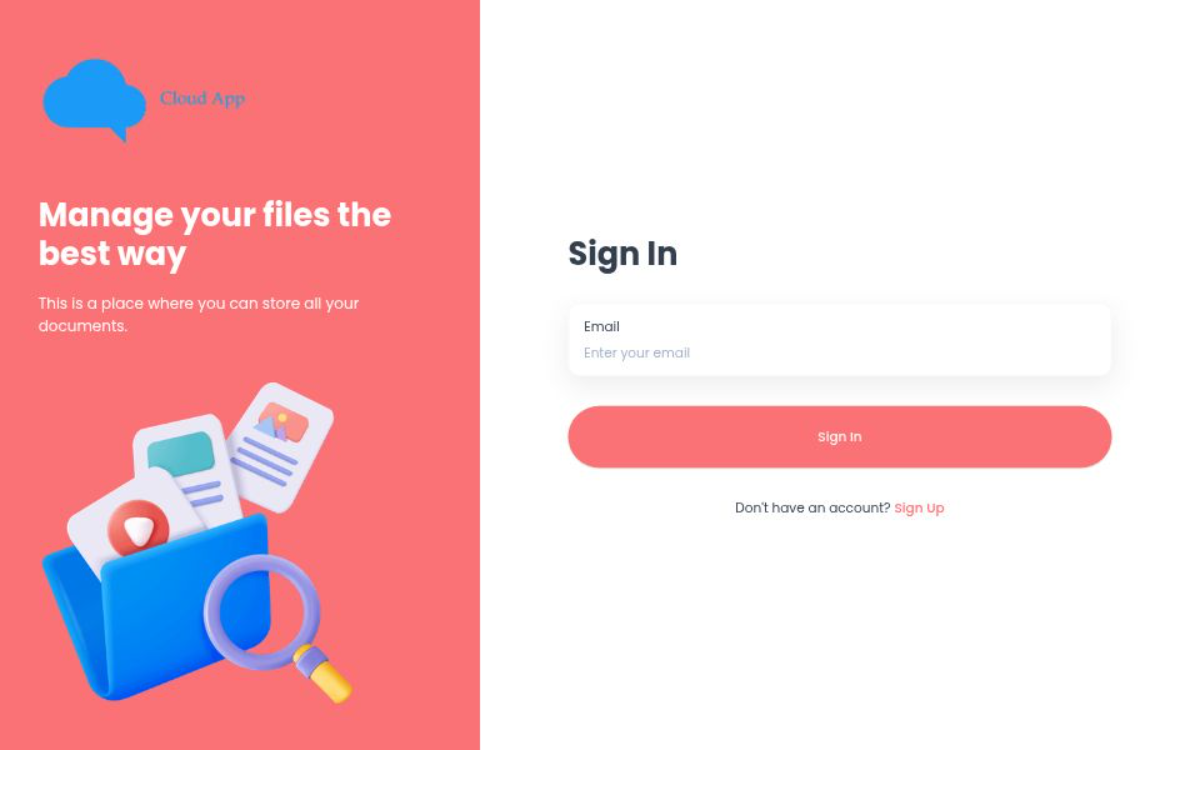 Cloud App
Manage your files the
best way
This is a place where you can store all your
documents.
Sign In
Email
Enter your email
Sign In
Don't have an account? Sign Up